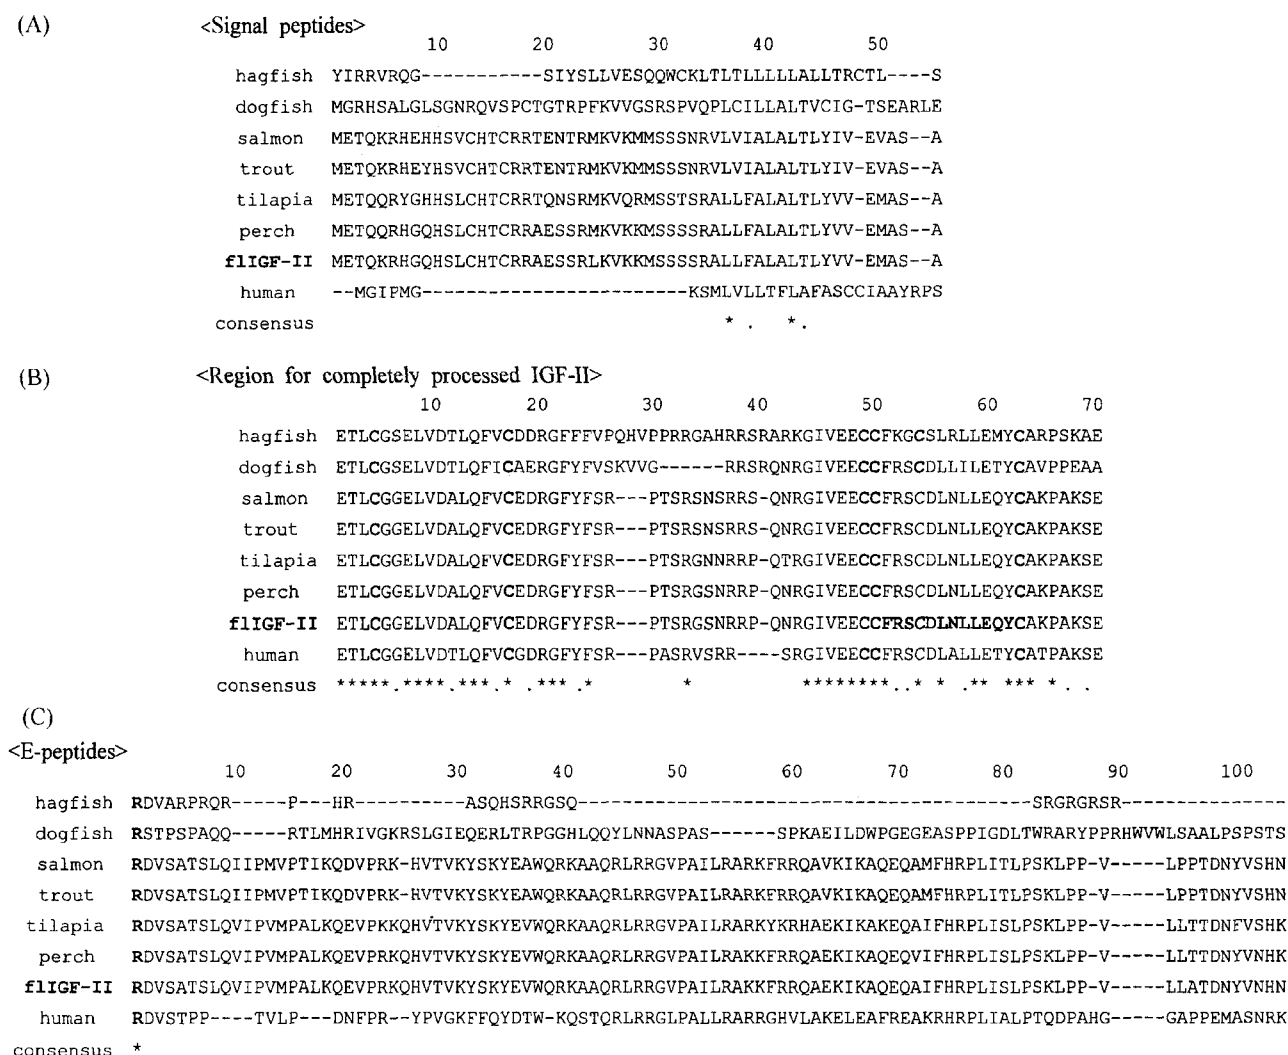 (A)
<Signal peptides>
10 20 30 40 50
hagfish YIRRVRQG-----------SIYSLLVESQQWCKLTLTLLLLLALLTRCTL----S
dogfish MGRHSALGLSGNRQVSPCTGTRPFKVVGSRSPVQPLCILLALTVCIG-TSEARLE
salmon METQKRHEHHSVCHTCRRTENTRMKVKMMSSSNRVLVIALALTLYIV-EVAS--A
trout METQKRHEYHSVCHTCRRTENTRMKVKMMSSSNRVLVIALALTLYIV-EVAS--A
tilapia METQQRYGHHSLCHTCRRTQNSRMKVQRMSSTSRALLFALALTLYVV-EMAS--A
perch METQQRHGQHSLCHTCRRAESSRMKVKKMSSSSRALLFALALTLYVV-EMAS--A
flIGF-II METQKRHGQHSLCHTCRRAESSRLKVKKMSSSSRALLFALALTLYVV-EMAS--A
human --MGIPMG------------------------KSMLVLLTFLAFASCCIAAYRPS
consensus * . *.
(B)
<Region for completely processed IGF-II>
10 20 30 40 50 60 70
hagfish ETLCGSELVDTLQFVCDDRGFFFVPQHVPPRRGAHRRSRARKGIVEECCFKGCSLRLLEMYCARPSKAE
dogfish ETLCGSELVDTLQFICAERGFYFVSKVVG------RRSRQNRGIVEECCFRSCDLLILETYCAVPPEAA
salmon ETLCGGELVDALQFVCEDRGFYFSR---PTSRSNSRRS-QNRGIVEECCFRSCDLNLLEQYCAKPAKSE
trout ETLCGGELVDALQFVCEDRGFYFSR---PTSRSNSRRS-QNRGIVEECCFRSCDLNLLEQYCAKPAKSE
tilapia ETLCGGELVDALQFVCEDRGFYFSR---PTSRGNNRRP-QTRGIVEECCFRSCDLNLLEQYCAKPAKSE
perch ETLCGGELVDALQFVCEDRGFYFSR---PTSRGSNRRP-QNRGIVEECCFRSCDLNLLEQYCAKPAKSE
flIGF-II ETLCGGELVDALQFVCEDRGFYFSR---PTSRGSNRRP-QNRGIVEECCFRSCDLNLLEQYCAKPAKSE
human ETLCGGELVDTLQFVCGDRGFYFSR---PASRVSRR----SRGIVEECCFRSCDLALLETYCATPAKSE
consensus *****.****.***.* ***.* * ********..* * .** ***.* . .
(C)
<E-peptides>
10 20 30 40 50 60 70 80 90 100
hagfish RDVARPRQR-----P---HR----------ASQHSRRGSQ------------------------------------------SRGRGRSR---------------
dogfish RSTPSPAQQ-----RTLMHRIVGKRSLGIEQERLTRPGGHLQQYLNNASPAS------SPKAEILDWPGEGEASPPIGDLTWRARYPPRHWVWLSAALPSPSTS
salmon RDVSATSLQIIPMVPTIKQDVPRK-HVTVKYSKYEAWQRKAAQRLRRGVPAILRARKFRRQAVKIKAQEQAMFHRPLITLPSKLPP-V-----LPPTDNYVSHN
trout RDVSATSLQIIPMVPTIKQDVPRK-HVTVKYSKYEAWQRKAAQRLRRGVPAILRARKFRRQAVKIKAQEQAMFHRPLITLPSKLPP-V-----LPPTDNYVSHN
tilapia RDVSATSLQVIPVMPALKQEVPKKQHVTVKYSKYEVWQRKAAQRLRRGVPAILRARKYKRHAEKIKAKEQAIFHRPLISLPSKLPP-V-----LLTTDNFVSHK
perch RDVSATSLQVIPVMPALKQEVPRKQHVTVKYSKYEVWQRKAAQRLRRGVPAILRAKKFRRQAEKIKAQEQVIFHRPLISLPSKLPP-V-----LLTTDNYVNHK
flIGF-II RDVSATSLQVIPVMPALKQEVPRKQHVTVKYSKYEVWQRKAAQRLRRGVPAILRAKKFRRQAEKIKAQEQAIFHRPLISLPSKLPP-V-----LLATDNYVNHN
human RDVSTPP----TVLP---DNFPR--YPVGKFFQYDTW-KQSTQRLRRGLPALLRARRGHVLAKELEAFREAKRHRPLIALPTQDPAHG-----GAPPEMASNRK
consensus *